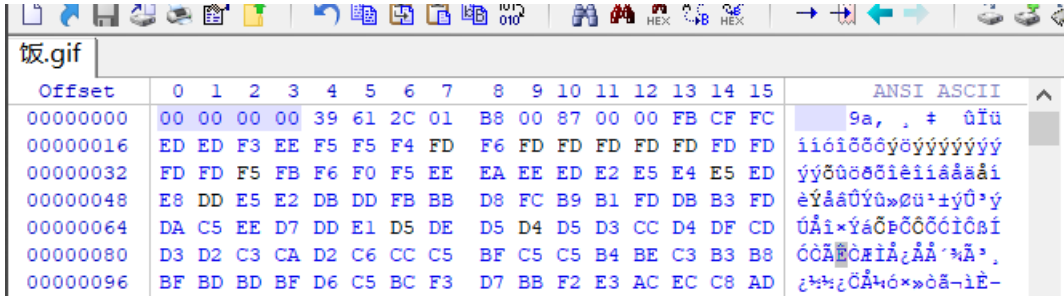 饭.gif
Offset 0 1 2 3 4 5 6 7 8 9 10 11 12 13 14 15 ANSI ASCII
00000000 00 00 00 00 39 61 2C 01 B8 00 87 00 00 FB CF FC 9a, ¸ ‡ ûÏü
00000016 ED ED F3 EE F5 F5 F4 FD F6 FD FD FD FD FD FD FD ííóîõõôýöýýýýýýý
00000032 FD FD F5 FB F6 F0 F5 EE EA EE ED E2 E5 E4 E5 ED ýýõûöðõîêîíâåäåí
00000048 E8 DD E5 E2 DB DD FB BB D8 FC B9 B1 FD DB B3 FD èÝåâÛÝû»Øü¹±ýÛ³ý
00000064 DA C5 EE D7 DD E1 D5 DE D5 D4 D5 D3 CC D4 DF CD ÚÅî×ÝáÕÞÕÔÕÓÌÔßÍ
00000080 D3 D2 C3 CA D2 C6 CC C5 BF C5 C5 B4 BE C3 B3 B8 ÓÒÃÊÒÆÌÅ¿ÅÅ´¾Ã³¸
00000096 BF BD BD BF D6 C5 BC F3 D7 BB F2 E3 AC EC C8 AD ¿½½¿ÖÅ¼ó×»òã¬ìÈ-